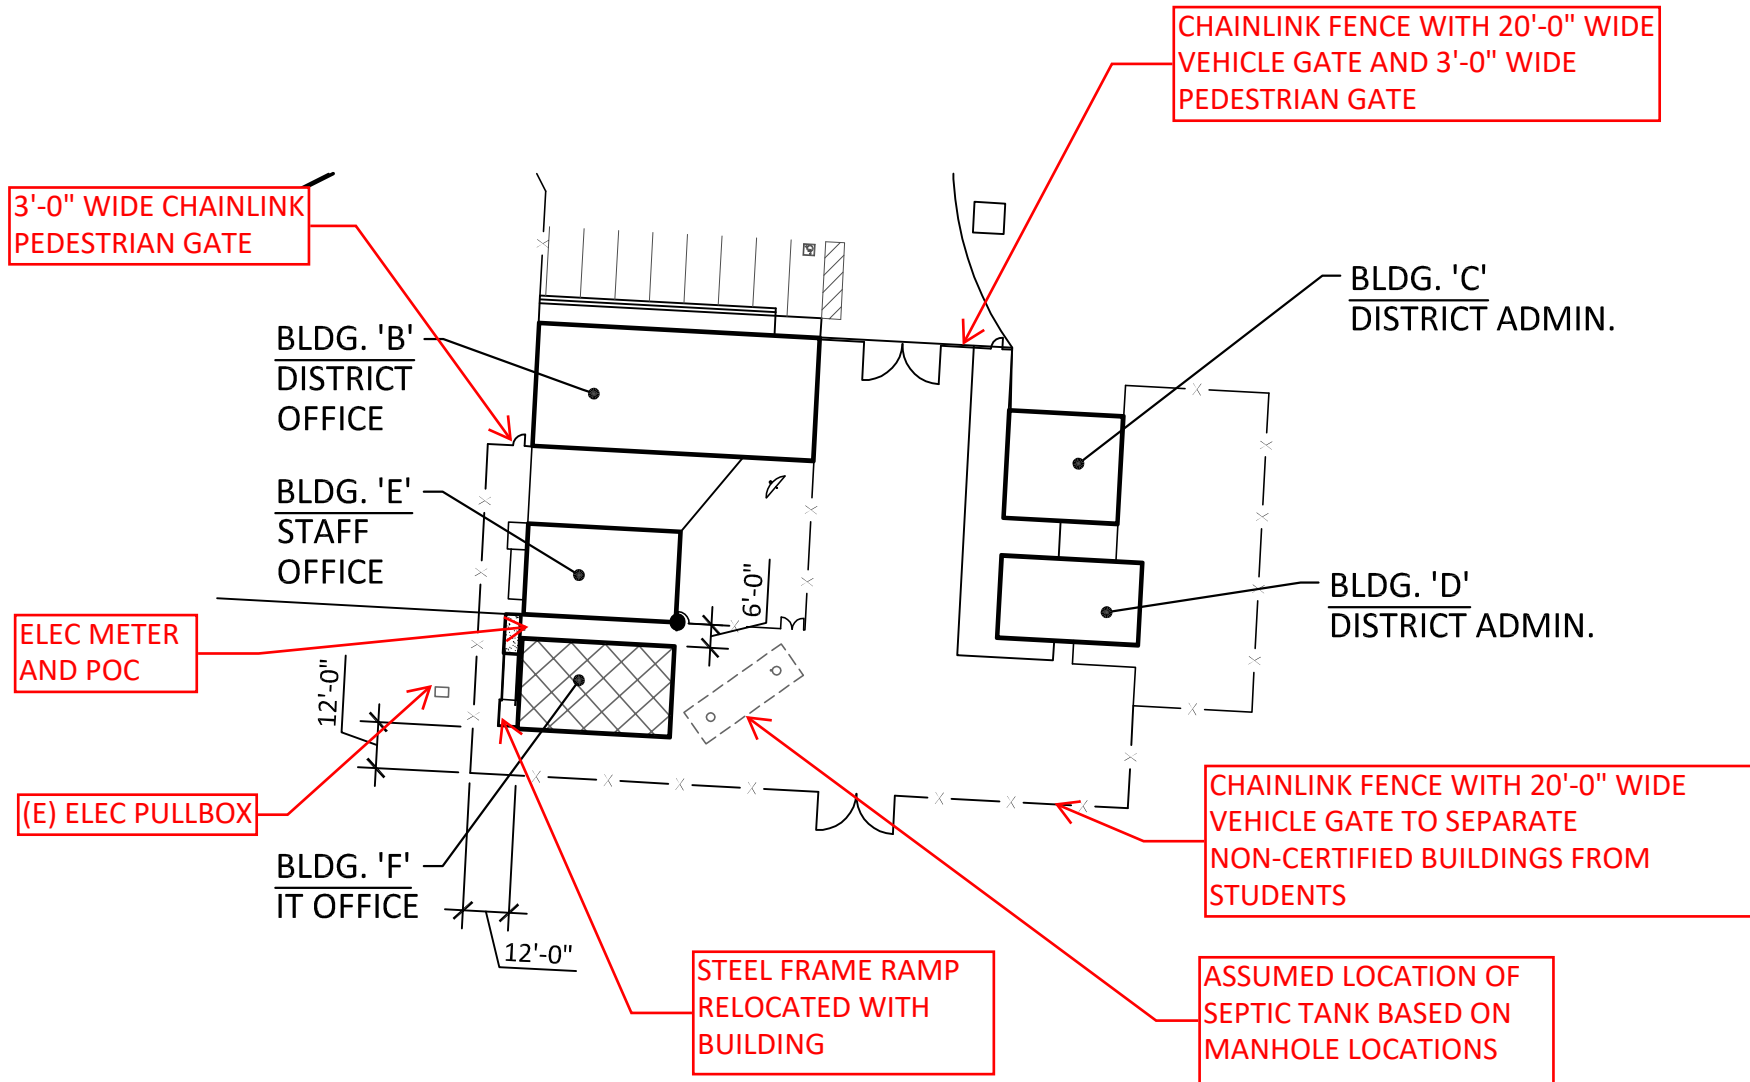 CHAINLINK FENCE WITH 20'-0" WIDE
VEHICLE GATE AND 3'-0" WIDE
PEDESTRIAN GATE
3'-0" WIDE CHAINLINK
PEDESTRIAN GATE
BLDG. 'C'
DISTRICT ADMIN.
BLDG. 'B'
DISTRICT
OFFICE
BLDG. 'E'
STAFF
OFFICE
6'-0"
BLDG. 'D'
DISTRICT ADMIN.
ELEC METER
AND POC
12'-0"
(E) ELEC PULLBOX
CHAINLINK FENCE WITH 20'-0" WIDE
VEHICLE GATE TO SEPARATE
NON-CERTIFIED BUILDINGS FROM
STUDENTS
BLDG. 'F'
IT OFFICE
12'-0"
STEEL FRAME RAMP
RELOCATED WITH
BUILDING
ASSUMED LOCATION OF
SEPTIC TANK BASED ON
MANHOLE LOCATIONS